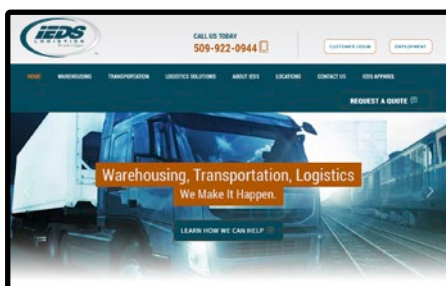 IEDS
LOGISTICS
CALL US TODAY
509-922-0944
CUSTOMER LOGIN
EMPLOYMENT
HOME
WAREHOUSING
TRANSPORTATION
LOGISTICS SOLUTIONS
ABOUT IEDS
LOCATIONS
CONTACT US
IEDS APPAREL
REQUEST A QUOTE
Warehousing, Transportation, Logistics
We Make It Happen.
LEARN HOW WE CAN HELP